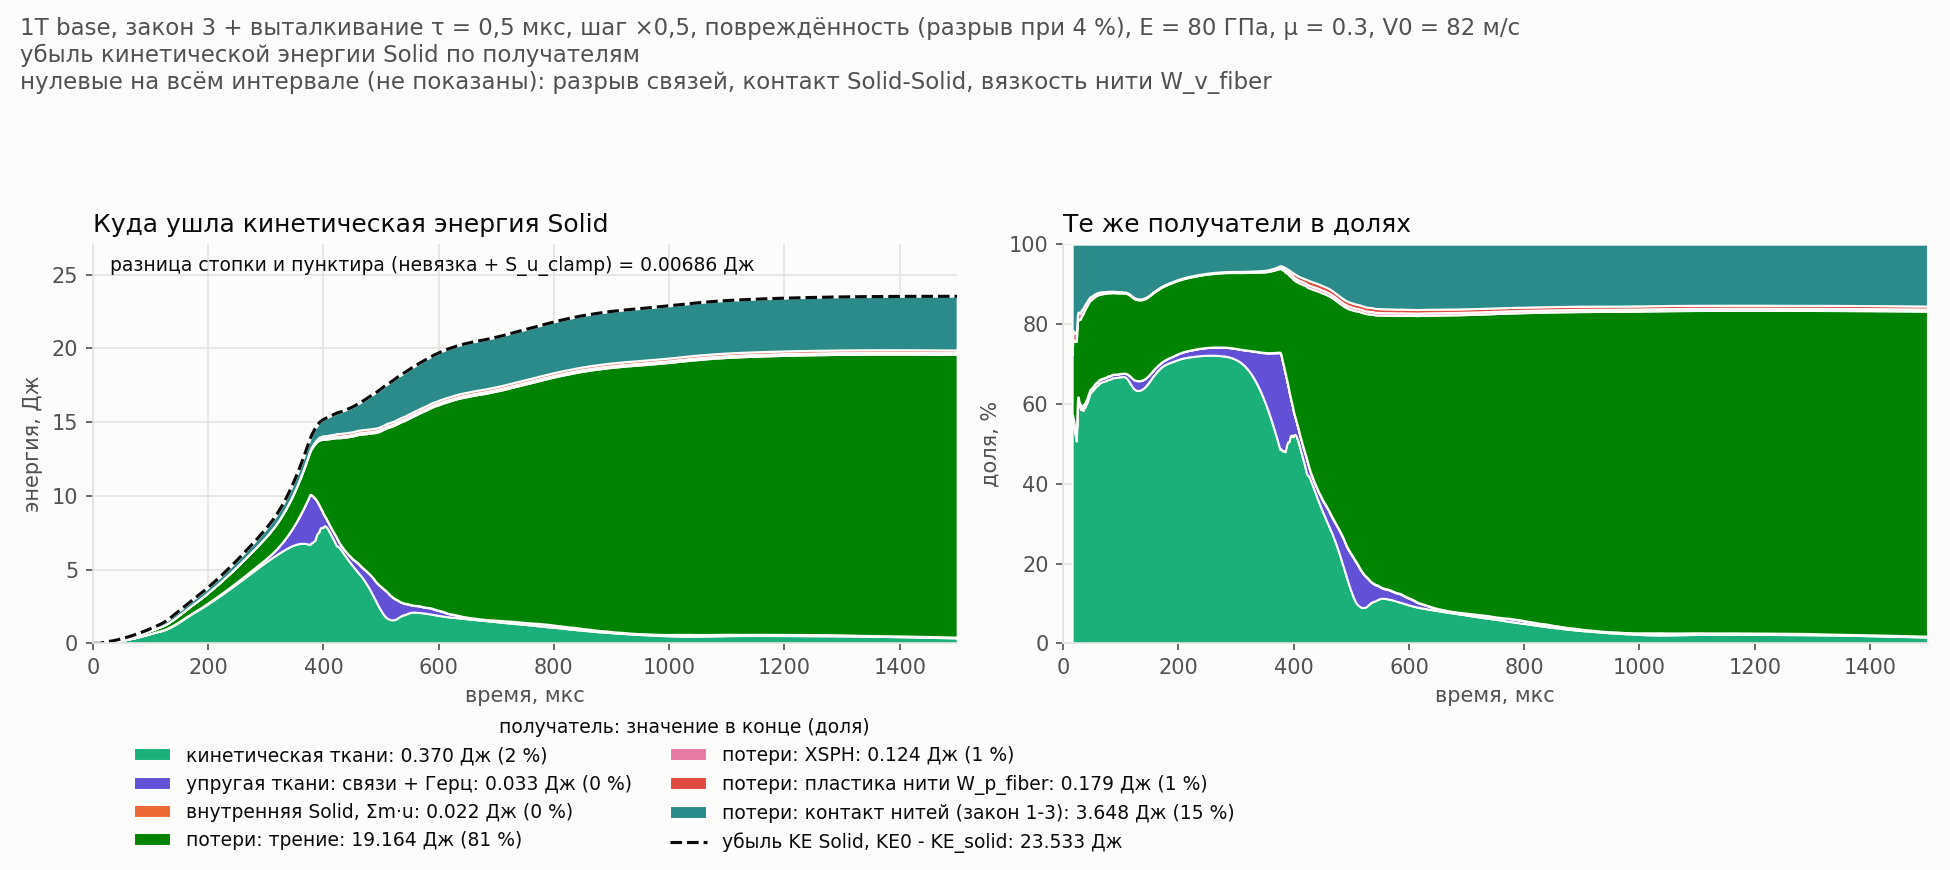 1T base, закон 3 + выталкивание τ = 0,5 мкс, шаг ×0,5, повреждённость (разрыв при 4 %), E = 80 ГПа, μ = 0.3, V0 = 82 м/с
убыль кинетической энергии Solid по получателям
нулевые на всём интервале (не показаны): разрыв связей, контакт Solid-Solid, вязкость нити W_v_fiber
Куда ушла кинетическая энергия Solid
разница стопки и пунктира (невязка + S_u_clamp) = 0.00686 Дж
25
20
15
10
5
0
энергия, Дж
0 200 400 600 800 1000 1200 1400
время, мкс
Те же получатели в долях
100
80
60
40
20
0
доля, %
0 200 400 600 800 1000 1200 1400
время, мкс
получатель: значение в конце (доля)
кинетическая ткани: 0.370 Дж (2 %)
упругая ткани: связи + Герц: 0.033 Дж (0 %)
внутренняя Solid, Σm·u: 0.022 Дж (0 %)
потери: трение: 19.164 Дж (81 %)
потери: XSPH: 0.124 Дж (1 %)
потери: пластика нити W_p_fiber: 0.179 Дж (1 %)
потери: контакт нитей (закон 1-3): 3.648 Дж (15 %)
убыль KE Solid, KE0 - KE_solid: 23.533 Дж